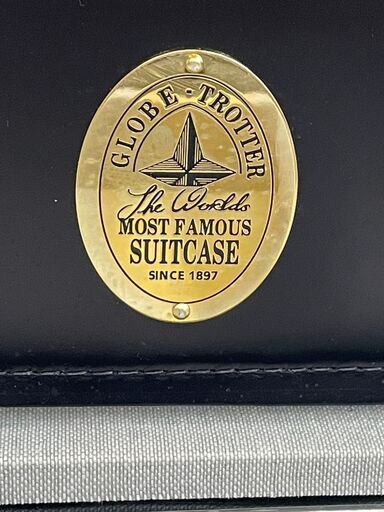 GLOBE · TROTTER
The Worlds
MOST FAMOUS
SUITCASE
SINCE 1897